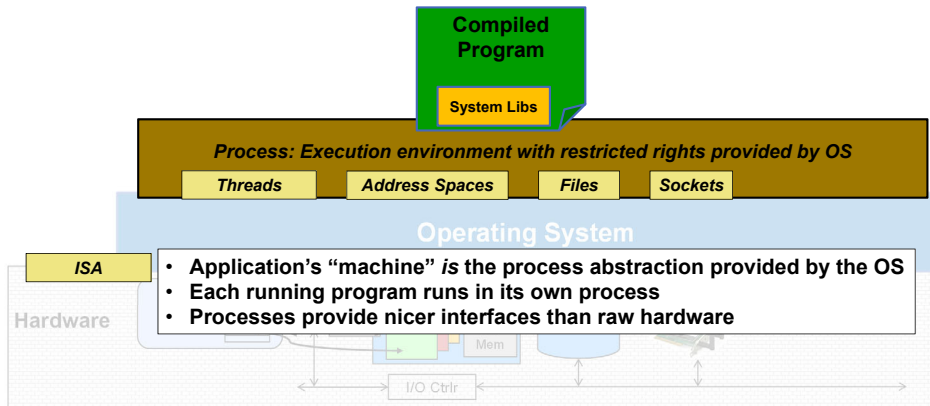 Compiled
Program
System Libs
Process: Execution environment with restricted rights provided by OS
Threads
Address Spaces
Files
Sockets
Operating System
ISA
• Application's “machine” is the process abstraction provided by the OS
• Each running program runs in its own process
• Processes provide nicer interfaces than raw hardware
Hardware
Mem
I/O Ctrlr